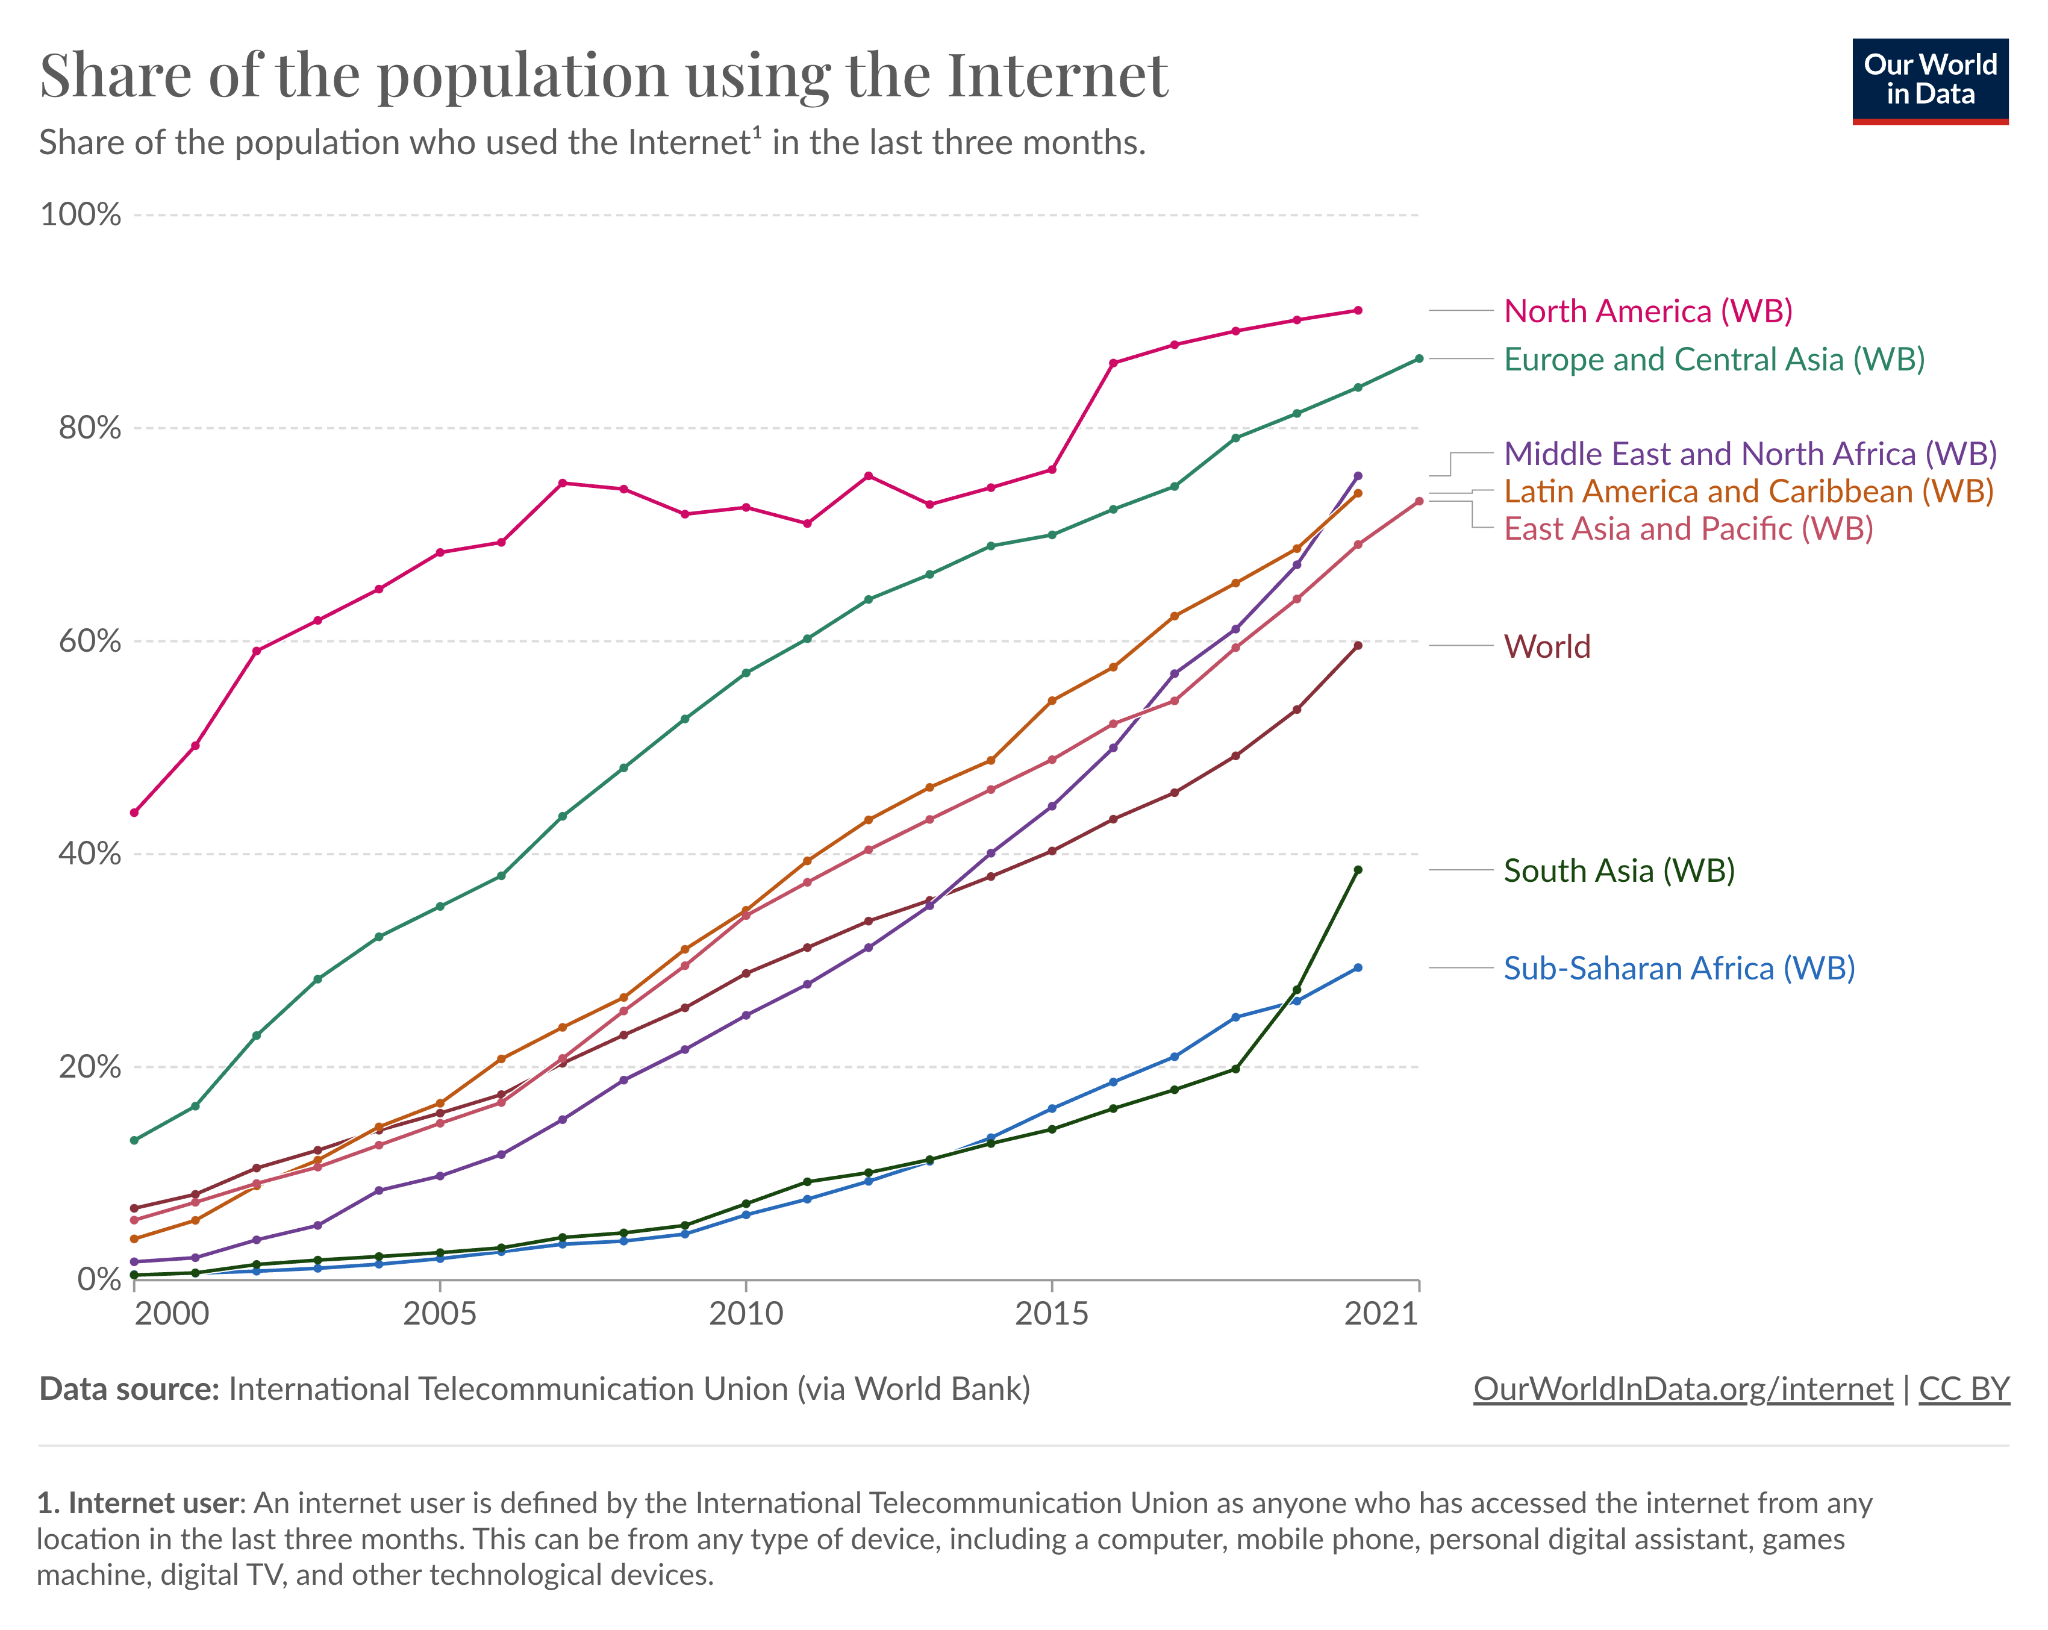 Share of the population using the Internet
Share of the population who used the Internet¹ in the last three months.
Our World
in Data
100%
80%
60%
40%
20%
0%
North America (WB)
Europe and Central Asia (WB)
Middle East and North Africa (WB)
Latin America and Caribbean (WB)
East Asia and Pacific (WB)
World
South Asia (WB)
Sub-Saharan Africa (WB)
2000 2005 2010 2015 2021
Data source: International Telecommunication Union (via World Bank)
OurWorldInData.org/internet | CC BY
1. Internet user: An internet user is defined by the International Telecommunication Union as anyone who has accessed the internet from any
location in the last three months. This can be from any type of device, including a computer, mobile phone, personal digital assistant, games
machine, digital TV, and other technological devices.